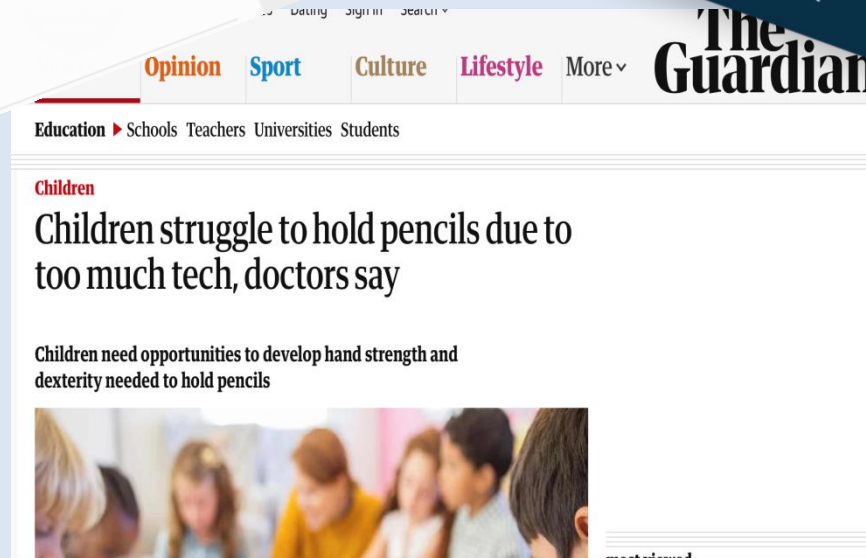 Dating Sign in Search
Opinion Sport Culture Lifestyle More
The
Guardian
Education Schools Teachers Universities Students
Children
Children struggle to hold pencils due to
too much tech, doctors say
Children need opportunities to develop hand strength and
dexterity needed to hold pencils
most viewed